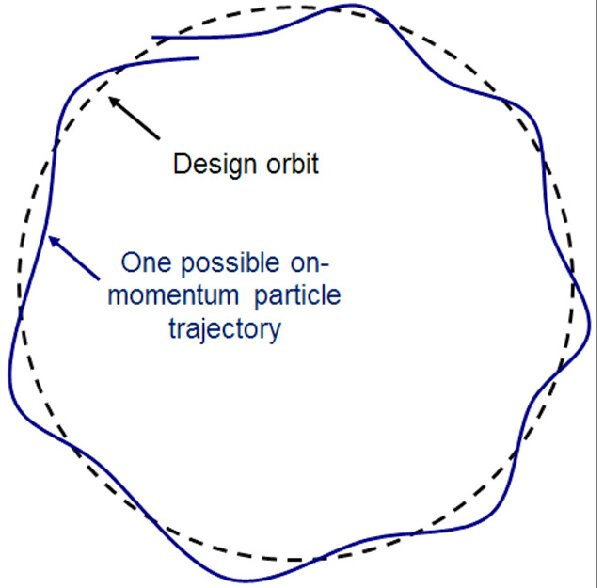 Design orbit
One possible on-
momentum particle
trajectory